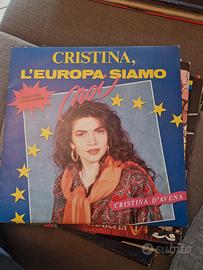 CRISTINA,
L'EUROPA SIAMO
noi
CRISTINA D'AVENA
subito